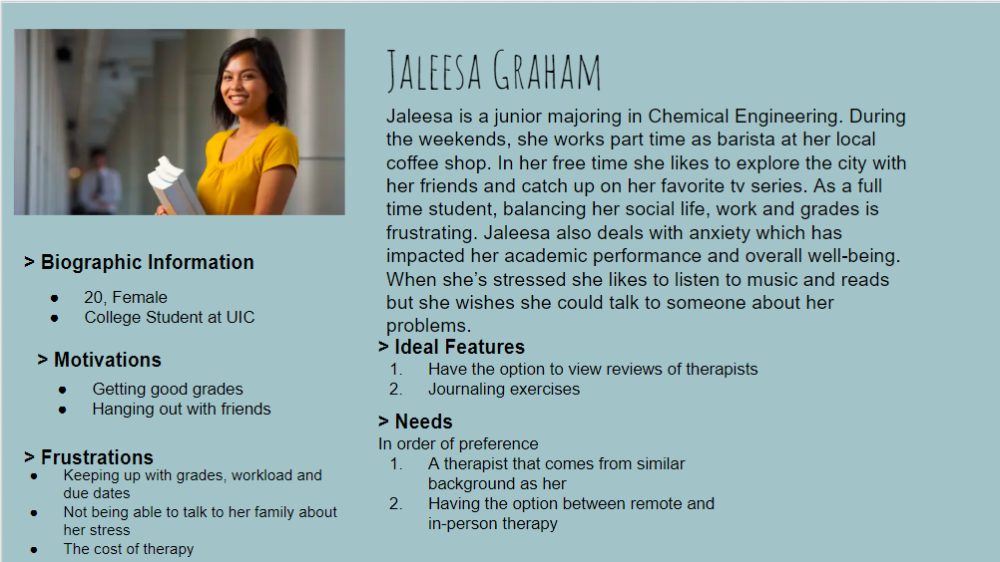 Jaleesa Graham
Jaleesa is a junior majoring in Chemical Engineering. During
the weekends, she works part time as barista at her local
coffee shop. In her free time she likes to explore the city with
her friends and catch up on her favorite tv series. As a full
time student, balancing her social life, work and grades is
frustrating. Jaleesa also deals with anxiety which has
impacted her academic performance and overall well-being.
When she’s stressed she likes to listen to music and reads
but she wishes she could talk to someone about her
problems.
> Biographic Information
● 20, Female
● College Student at UIC
> Motivations
● Getting good grades
● Hanging out with friends
> Frustrations
● Keeping up with grades, workload and
due dates
● Not being able to talk to her family about
her stress
● The cost of therapy
> Ideal Features
1. Have the option to view reviews of therapists
2. Journaling exercises
> Needs
In order of preference
1. A therapist that comes from similar
background as her
2. Having the option between remote and
in-person therapy